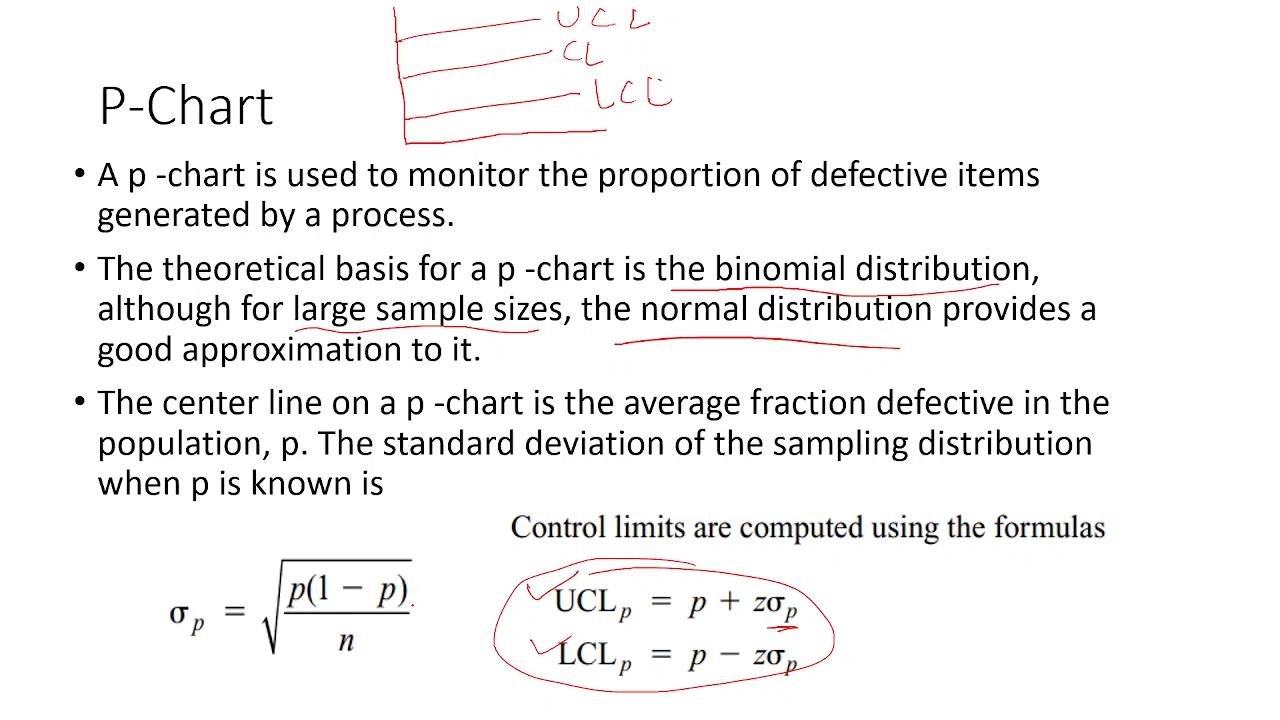 UCL
CL
LCL
P-Chart
• A p -chart is used to monitor the proportion of defective items
generated by a process.
• The theoretical basis for a p -chart is the binomial distribution,
although for large sample sizes, the normal distribution provides a
good approximation to it.
• The center line on a p -chart is the average fraction defective in the
population, p. The standard deviation of the sampling distribution
when p is known is
Control limits are computed using the formulas
σₚ = √(p(1 − p)/n)
UCLₚ = p + zσₚ
LCLₚ = p − zσₚ